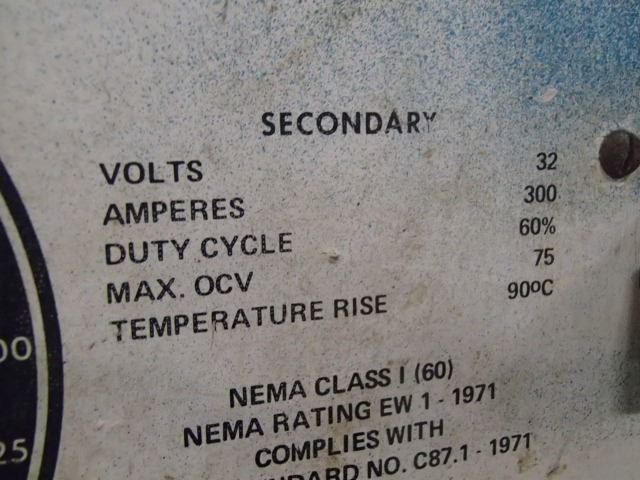 SECONDARY
VOLTS 32
AMPERES 300
DUTY CYCLE 60%
MAX. OCV 75
TEMPERATURE RISE 90ºC
NEMA CLASS I (60)
NEMA RATING EW 1 - 1971
COMPLIES WITH
NO. C87.1 - 1971
00
25